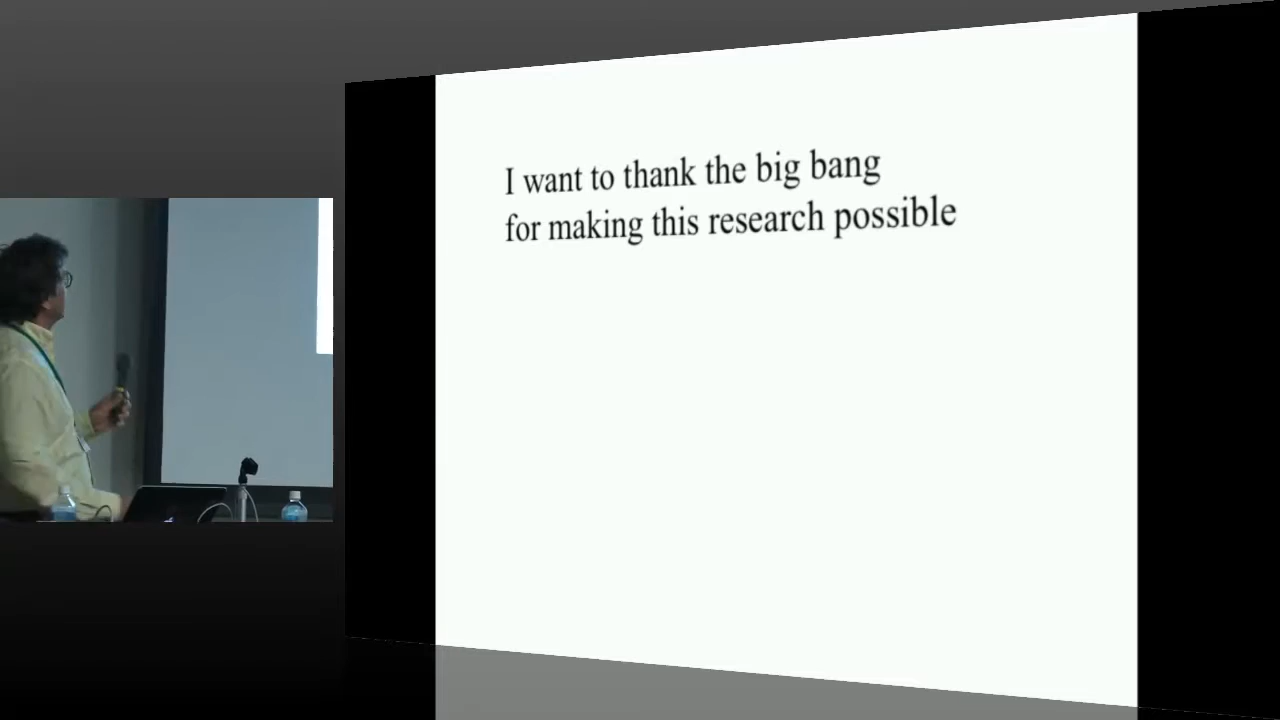 I want to thank the big bang
for making this research possible